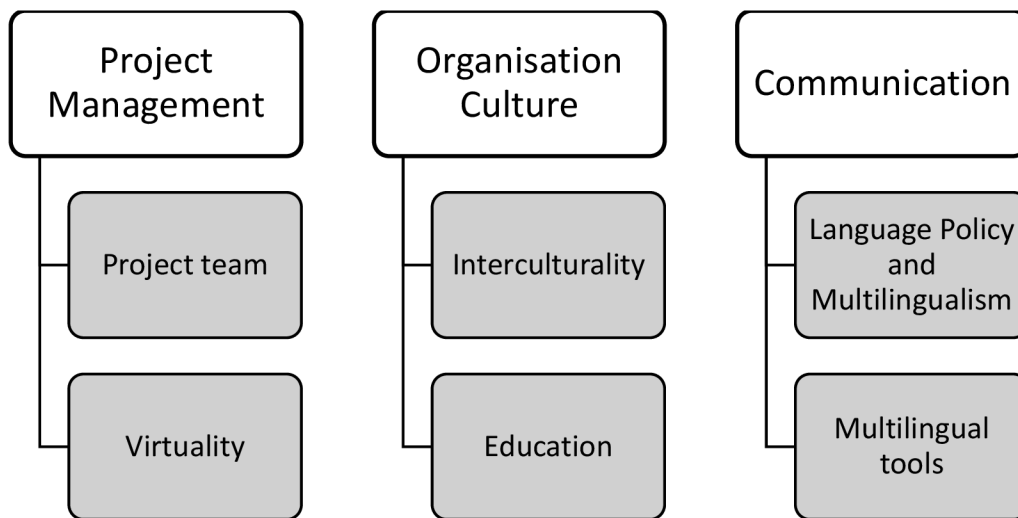 Project
Management
Project team
Virtuality
Organisation
Culture
Interculturality
Education
Communication
Language Policy
and
Multilingualism
Multilingual
tools